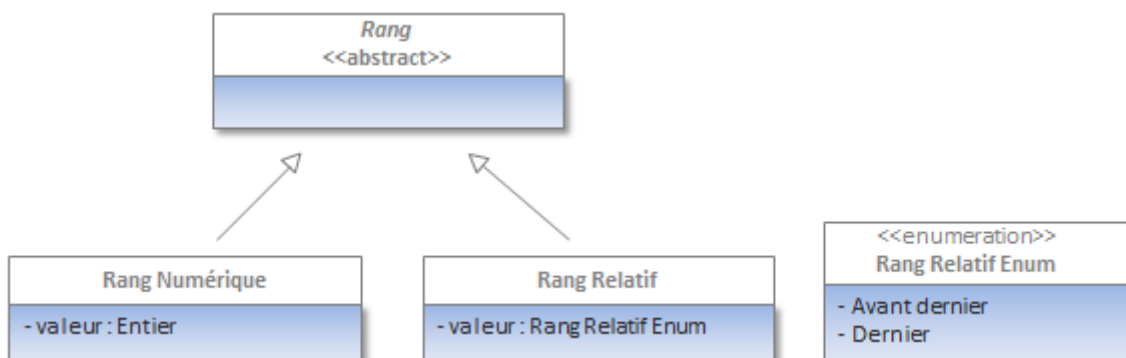 Rang
<<abstract>>
Rang Numérique
- valeur : Entier
Rang Relatif
- valeur : Rang Relatif Enum
<<enumeration>>
Rang Relatif Enum
- Avant dernier
- Dernier